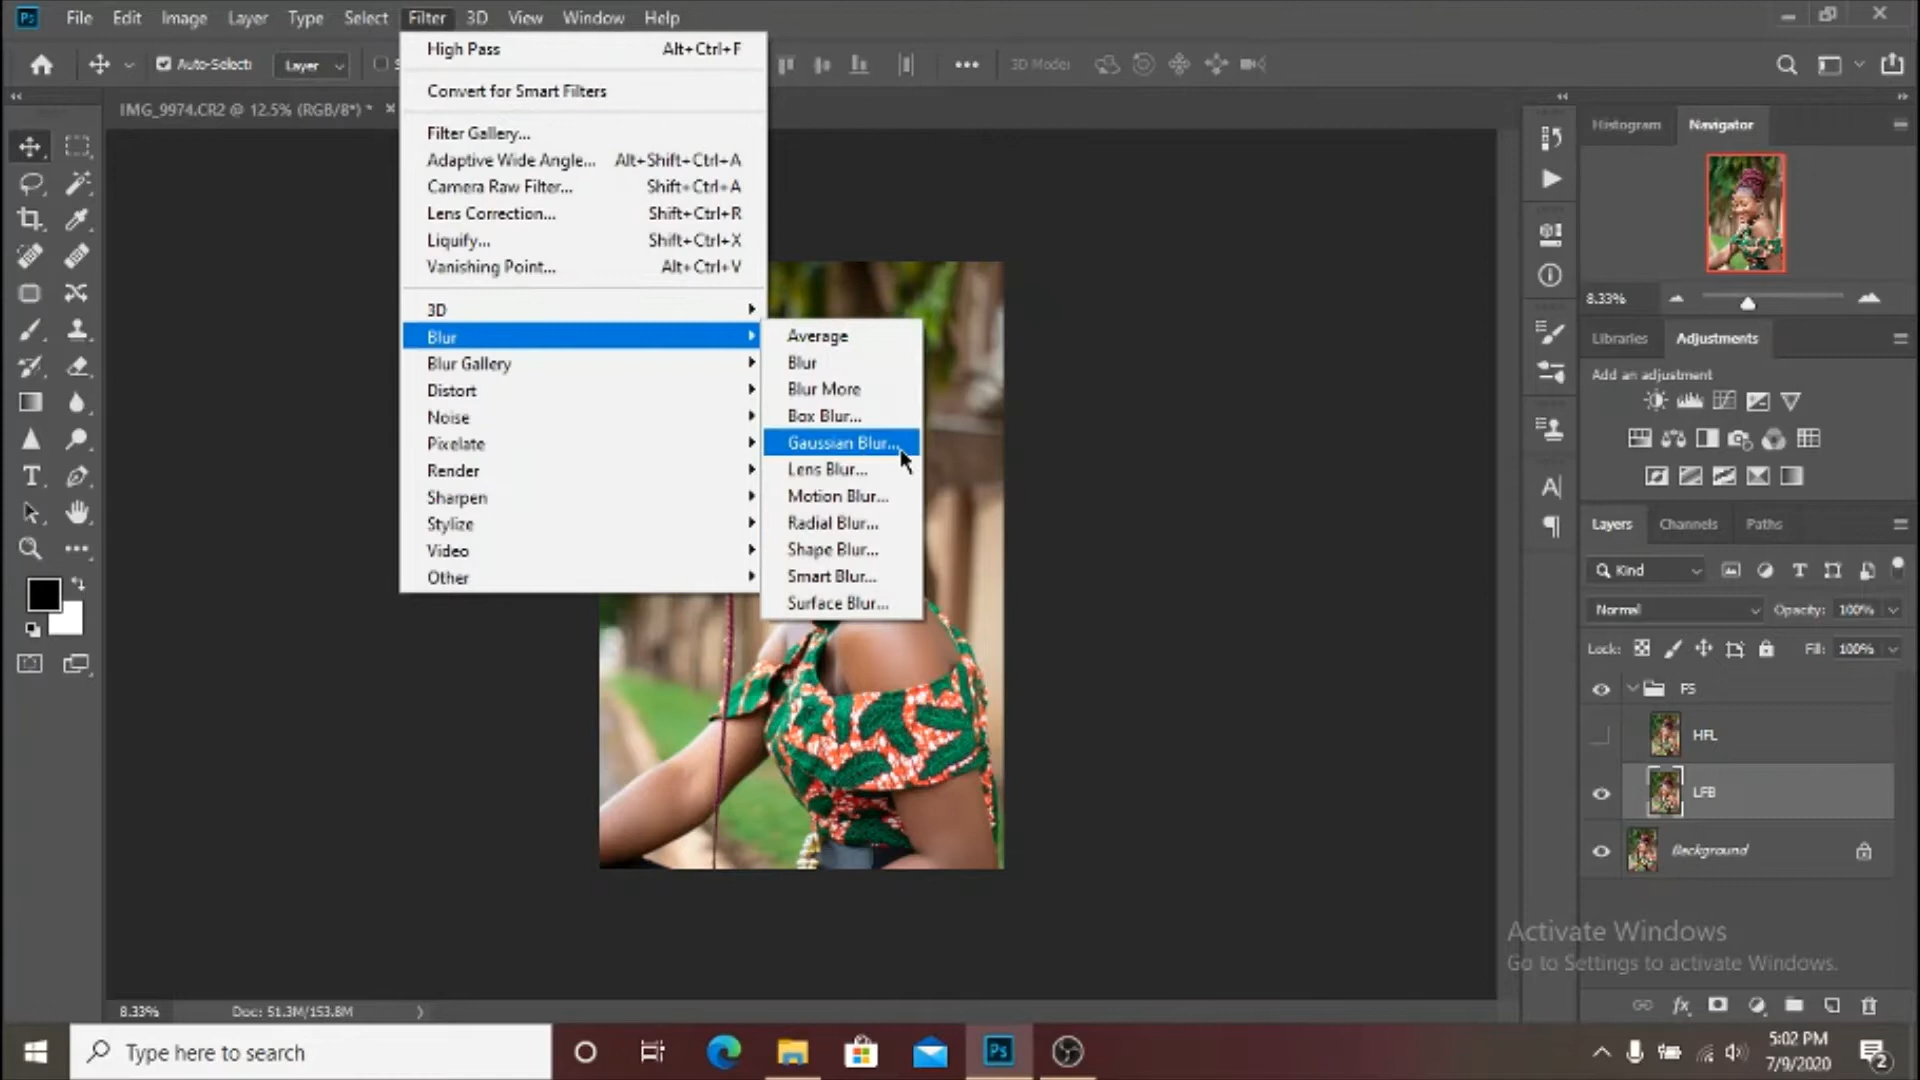 Ps File Edit Image Layer Type Select Filter 3D View Window Help
Auto-Select: Layer 3D Mode:
IMG_9974.CR2 @ 12.5% (RGB/8*) *
High Pass Alt+Ctrl+F
Convert for Smart Filters
Filter Gallery...
Adaptive Wide Angle... Alt+Shift+Ctrl+A
Camera Raw Filter... Shift+Ctrl+A
Lens Correction... Shift+Ctrl+R
Liquify... Shift+Ctrl+X
Vanishing Point... Alt+Ctrl+V
3D
Blur
Blur Gallery
Distort
Noise
Pixelate
Render
Sharpen
Stylize
Video
Other
Average
Blur
Blur More
Box Blur...
Gaussian Blur...
Lens Blur...
Motion Blur...
Radial Blur...
Shape Blur...
Smart Blur...
Surface Blur...
Histogram Navigator
8.33%
Libraries Adjustments
Add an adjustment
Layers Channels Paths
Kind
Normal Opacity: 100%
Lock: Fill: 100%
FS
HFL
LFB
Background
Activate Windows
Go to Settings to activate Windows.
8.33% Doc: 51.3M/153.8M
Type here to search
Ps
5:02 PM
7/9/2020
2